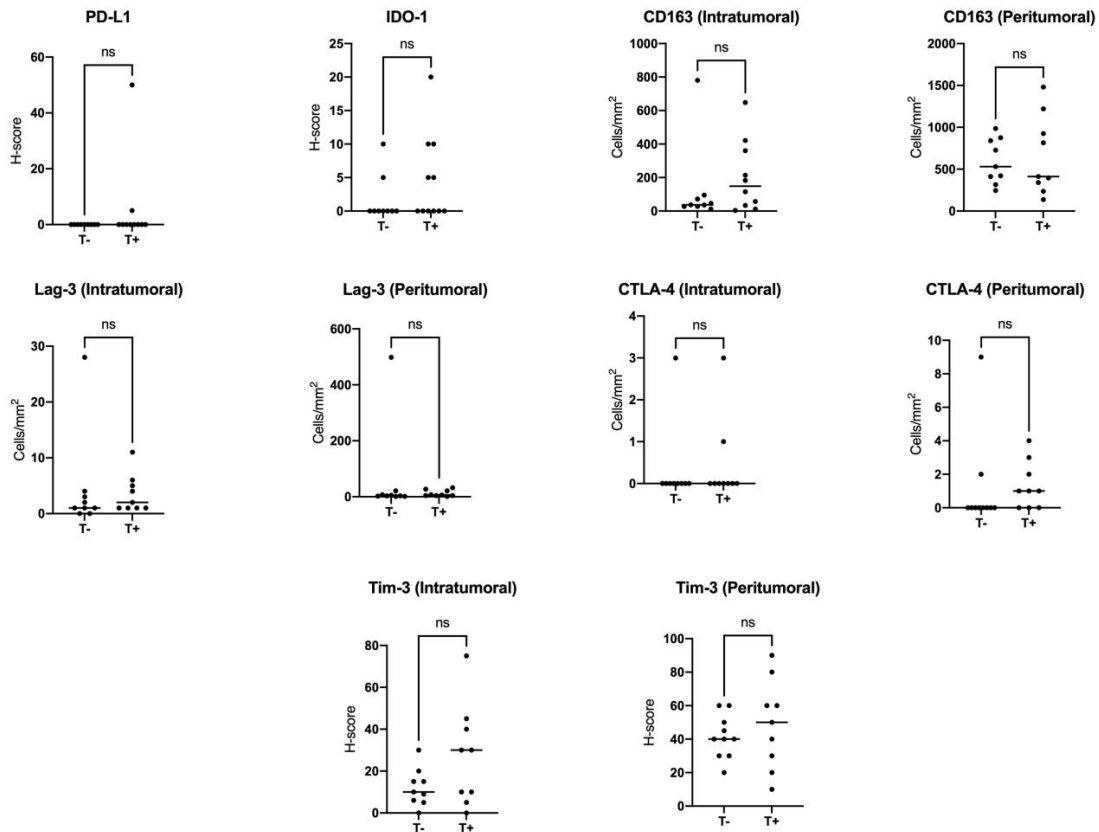 PD-L1
ns
60
40
20
0
H-score
T-
T+
IDO-1
ns
25
20
15
10
5
0
H-score
T-
T+
CD163 (Intratumoral)
ns
1000
800
600
400
200
0
Cells/mm²
T-
T+
CD163 (Peritumoral)
ns
2000
1500
1000
500
0
Cells/mm²
T-
T+
Lag-3 (Intratumoral)
ns
30
20
10
0
Cells/mm²
T-
T+
Lag-3 (Peritumoral)
ns
600
400
200
0
Cells/mm²
T-
T+
CTLA-4 (Intratumoral)
ns
4
3
2
1
0
Cells/mm²
T-
T+
CTLA-4 (Peritumoral)
ns
10
8
6
4
2
0
Cells/mm²
T-
T+
Tim-3 (Intratumoral)
ns
80
60
40
20
0
H-score
T-
T+
Tim-3 (Peritumoral)
ns
100
80
60
40
20
0
H-score
T-
T+